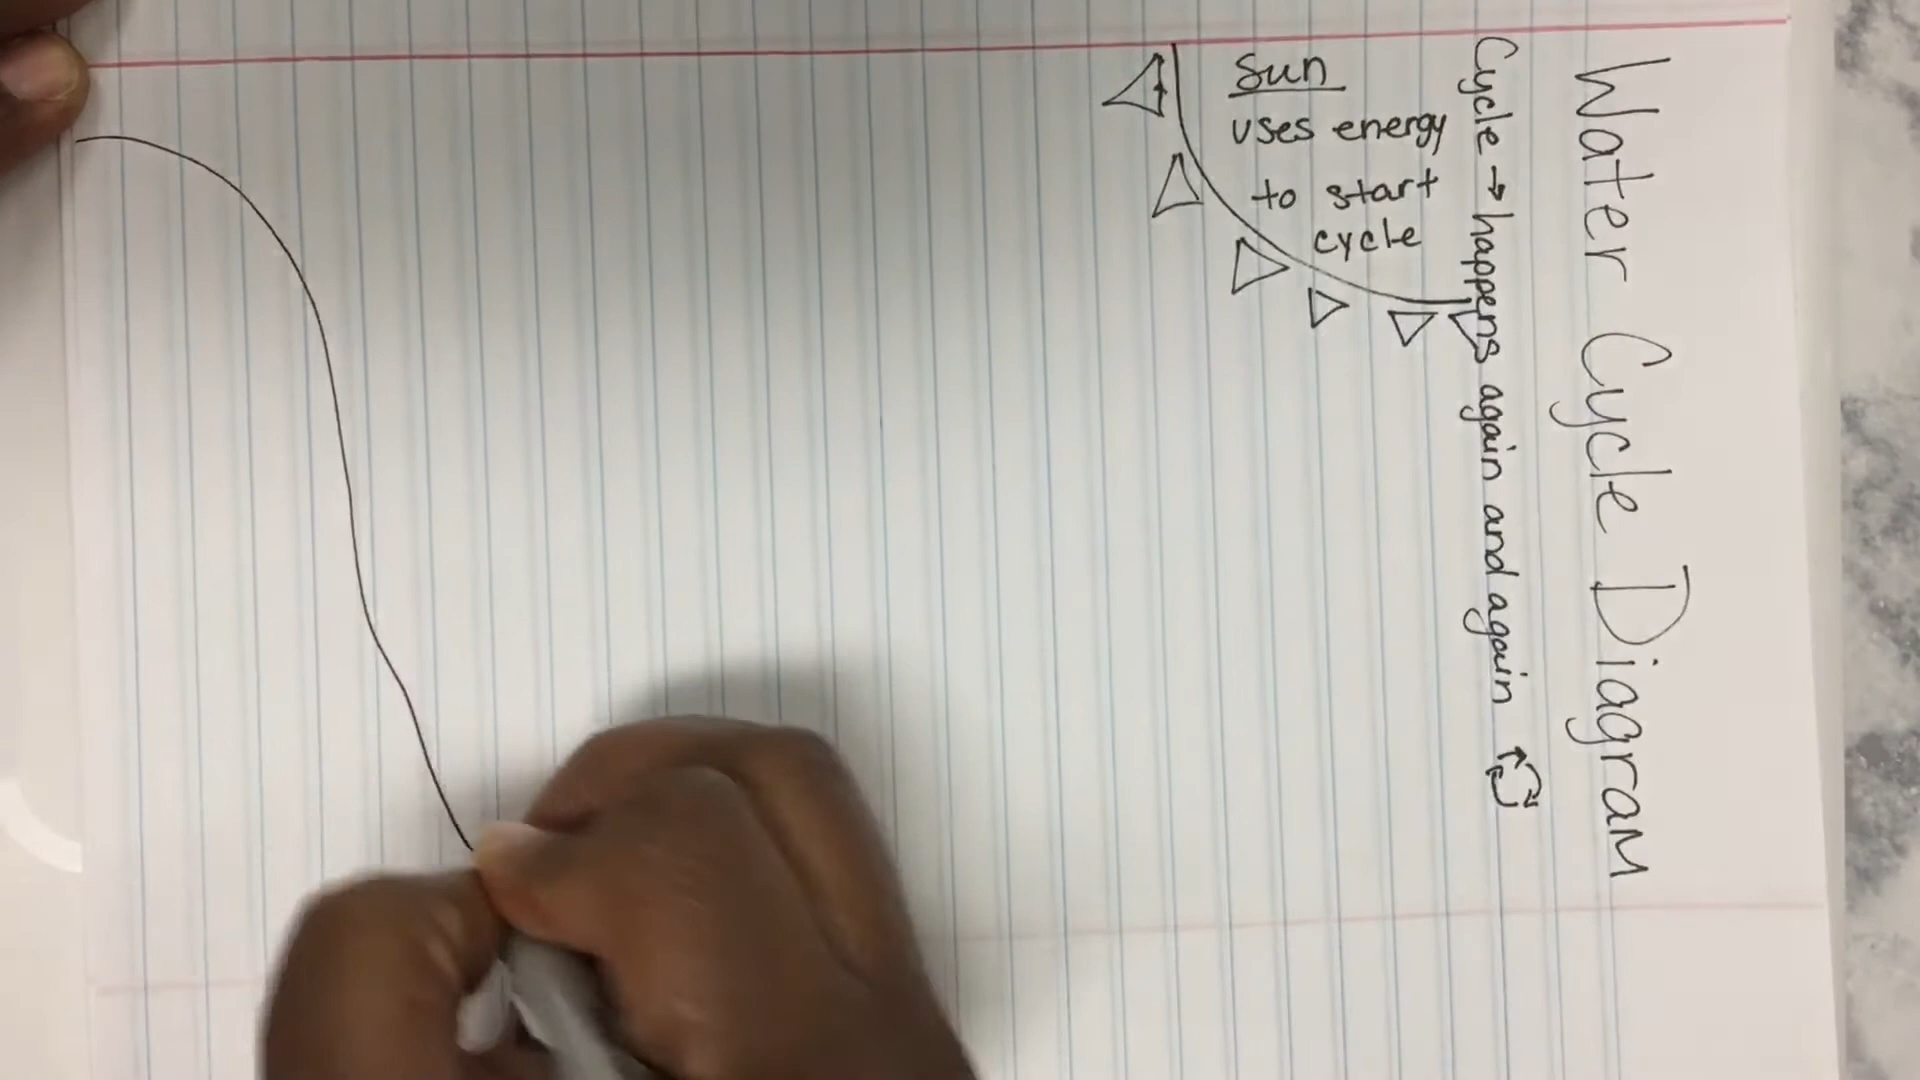 Water Cycle Diagram
Cycle → happens again and again
Sun
uses energy
to start
cycle